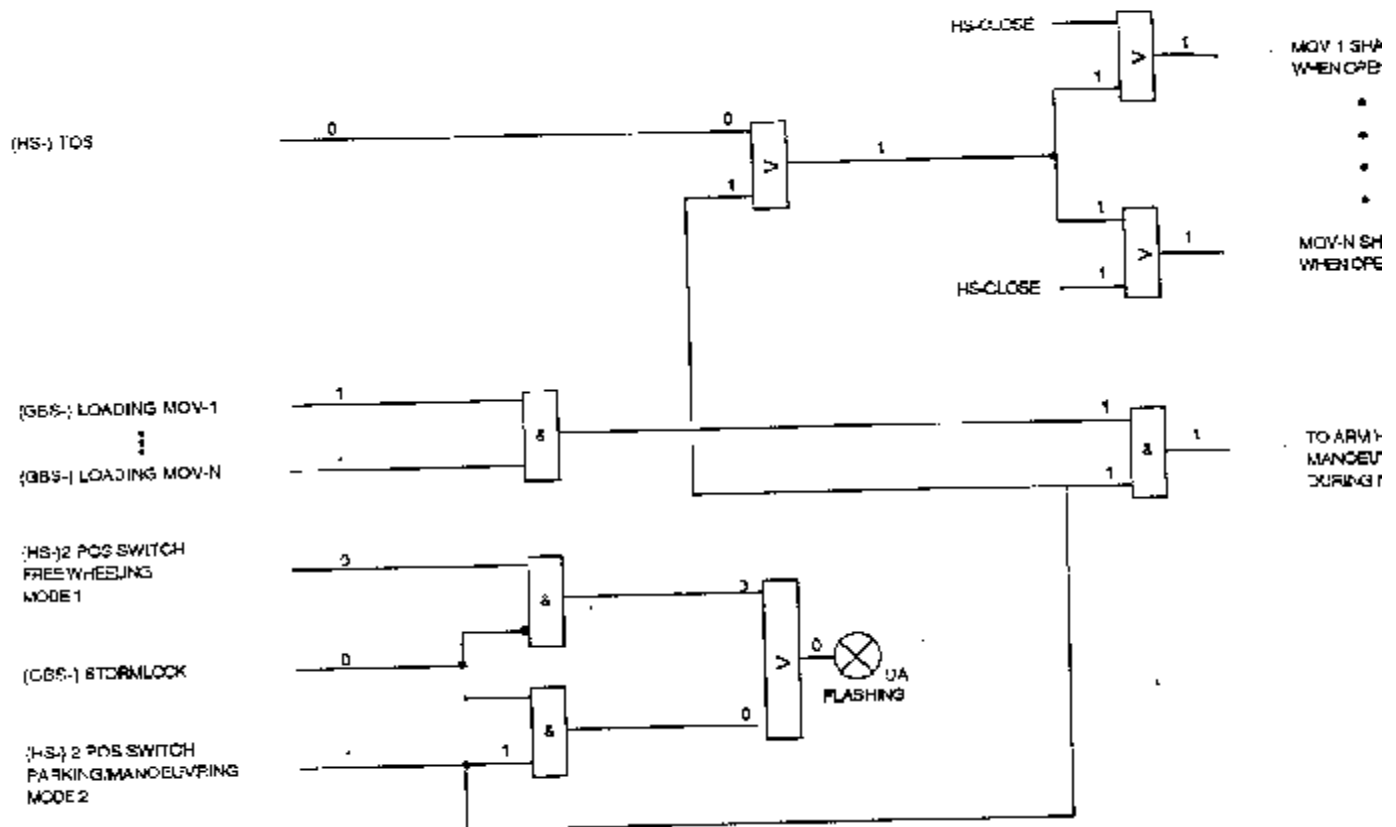 HS-CLOSE
1
1
V
MOV 1 SHA
WHEN OPEN
(HS-) TOS
0
0
1
V
1
1
1
V
1
HS-CLOSE
MOV-N SH
WHEN OPE
(GBS-) LOADING MOV-1
1
(GBS-) LOADING MOV-N
&
1
1
&
1
TO ARM H
MANOEU
DURING
(HS-) 2 POS SWITCH
FREE WHEELING
MODE 1
0
&
0
(GBS-) STORMLOCK
0
V
0
UA
FLASHING
(HS-) 2 POS SWITCH
PARKING/MANOEUVRING
MODE 2
1
&
0